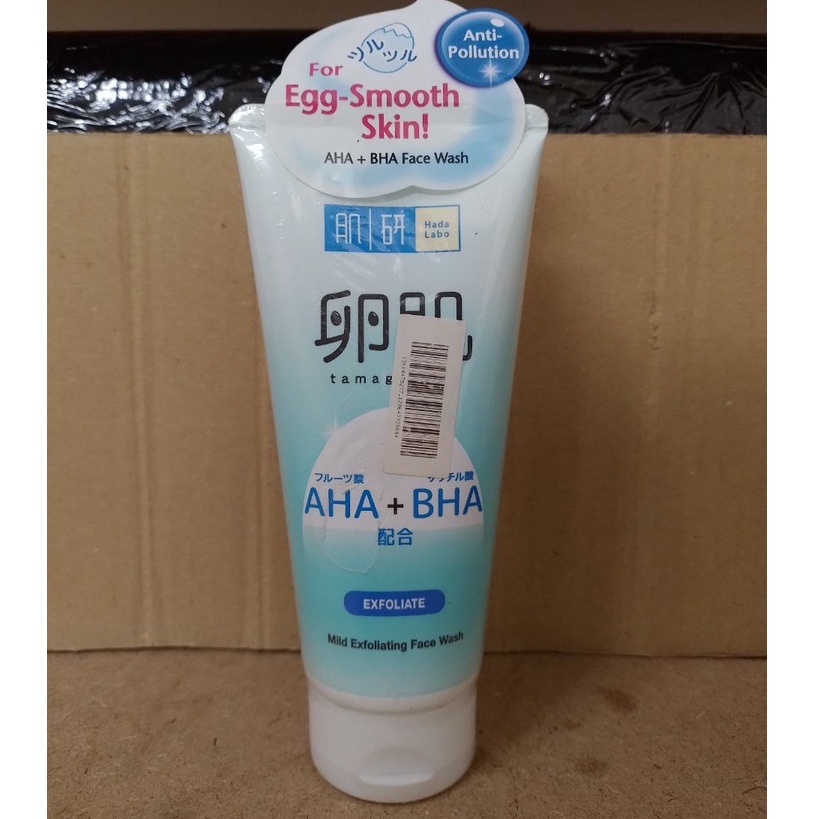 ツルツル
Anti-
Pollution
For
Egg-Smooth
Skin!
AHA + BHA Face Wash
肌研
Hada
Labo
卵肌
フルーツ酸
AHA + BHA
配合
EXFOLIATE
Mild Exfoliating Face Wash